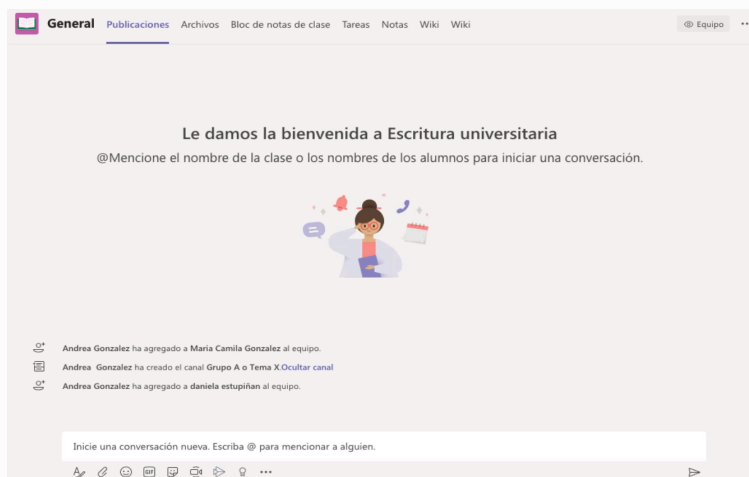 General Publicaciones Archivos Bloc de notas de clase Tareas Notas Wiki Wiki Equipo
Le damos la bienvenida a Escritura universitaria
@Mencione el nombre de la clase o los nombres de los alumnos para iniciar una conversación.
Andrea Gonzalez ha agregado a Maria Camila Gonzalez al equipo.
Andrea Gonzalez ha creado el canal Grupo A o Tema X.Ocultar canal
Andrea Gonzalez ha agregado a daniela estupiñan al equipo.
Inicie una conversación nueva. Escriba @ para mencionar a alguien.
GIF